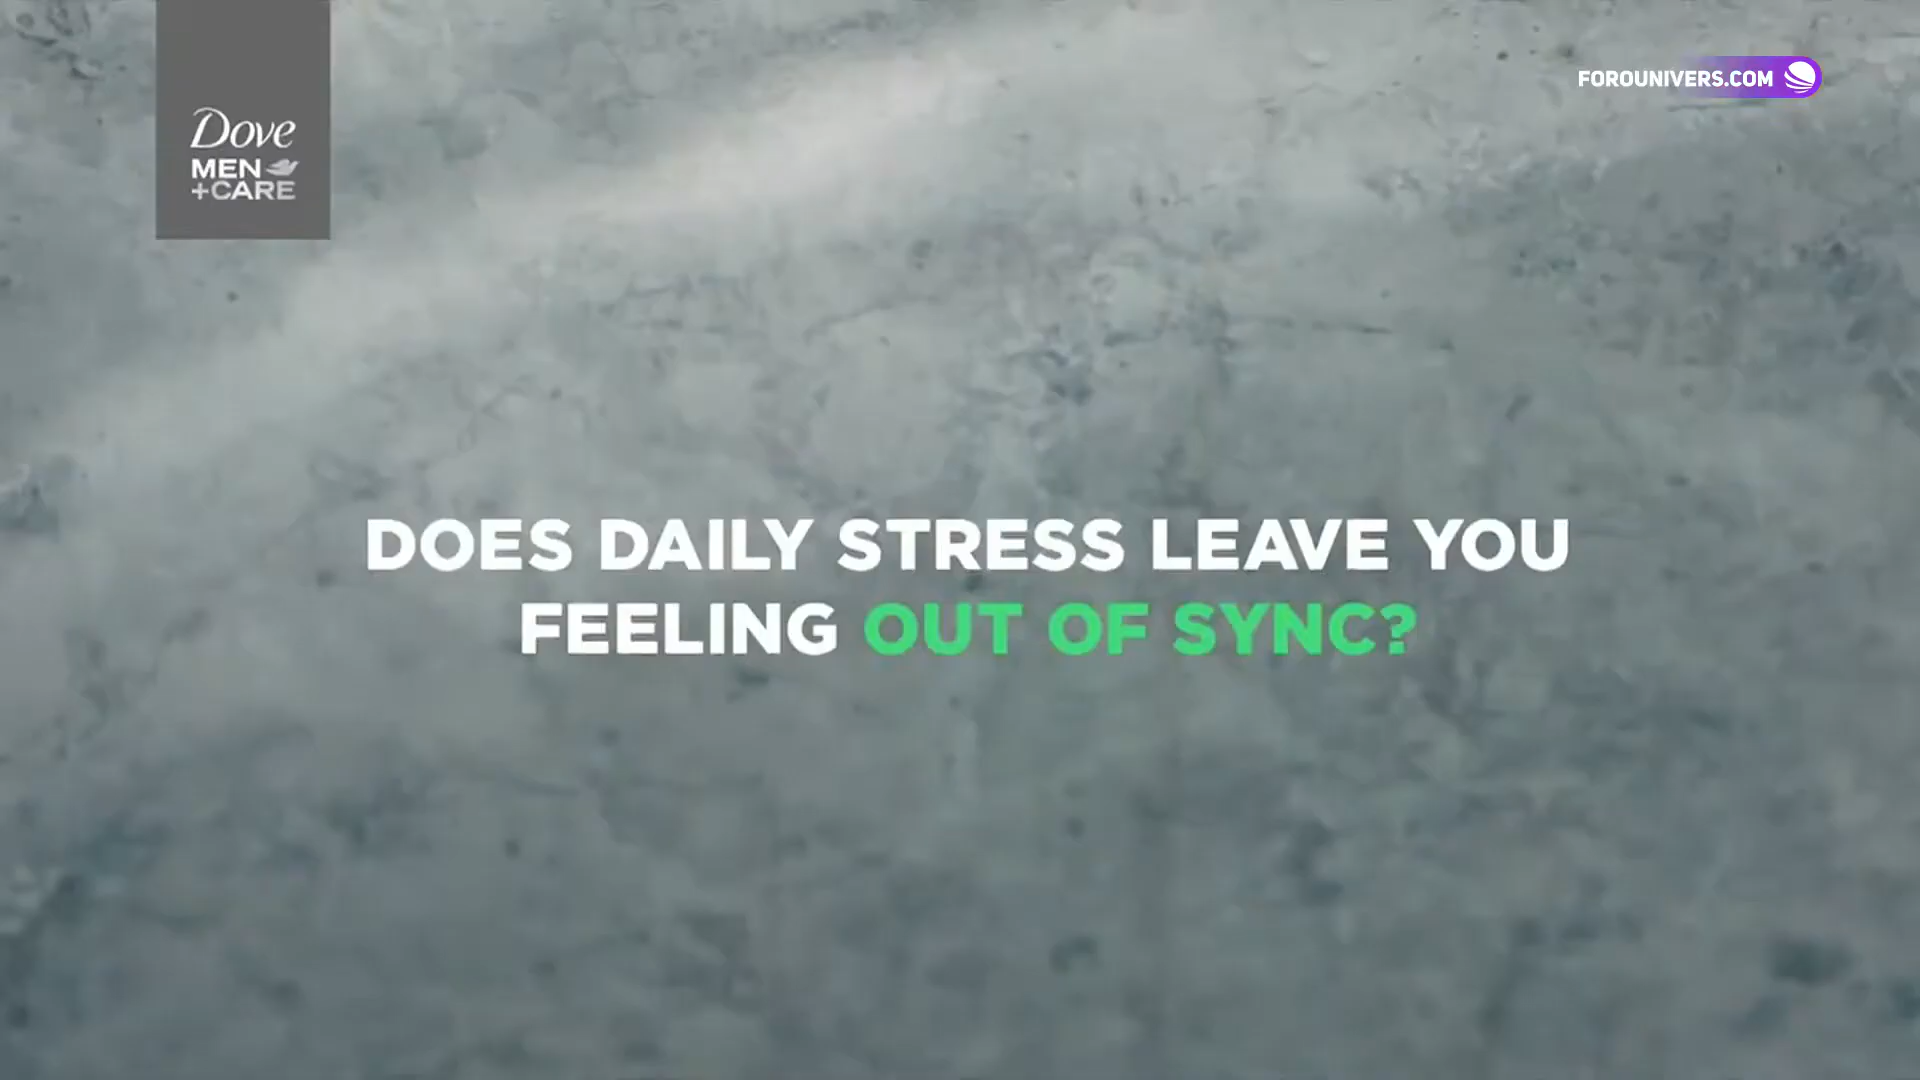 Dove
MEN
+CARE
FOROUNIVERS.COM
DOES DAILY STRESS LEAVE YOU
FEELING OUT OF SYNC?